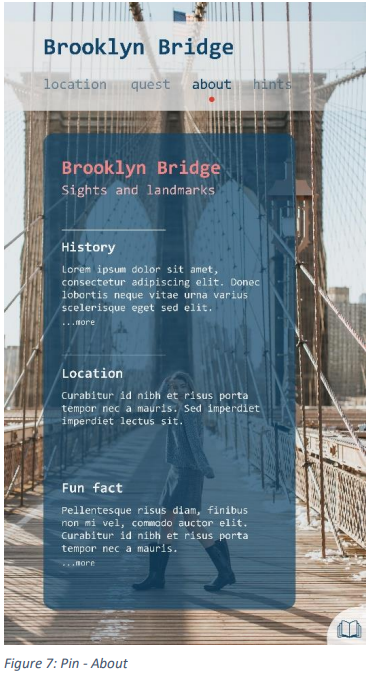 Brooklyn Bridge
location quest about hints
Brooklyn Bridge
Sights and landmarks
History
Lorem ipsum dolor sit amet,
consectetur adipiscing elit. Donec
lobortis neque vitae urna varius
scelerisque eget sed elit.
...more
Location
Curabitur id nibh et risus porta
tempor nec a mauris. Sed imperdiet
imperdiet lectus sit.
Fun fact
Pellentesque risus diam, finibus
non mi vel, commodo auctor elit.
Curabitur id nibh et risus porta
tempor nec a mauris.
...more
Figure 7: Pin - About